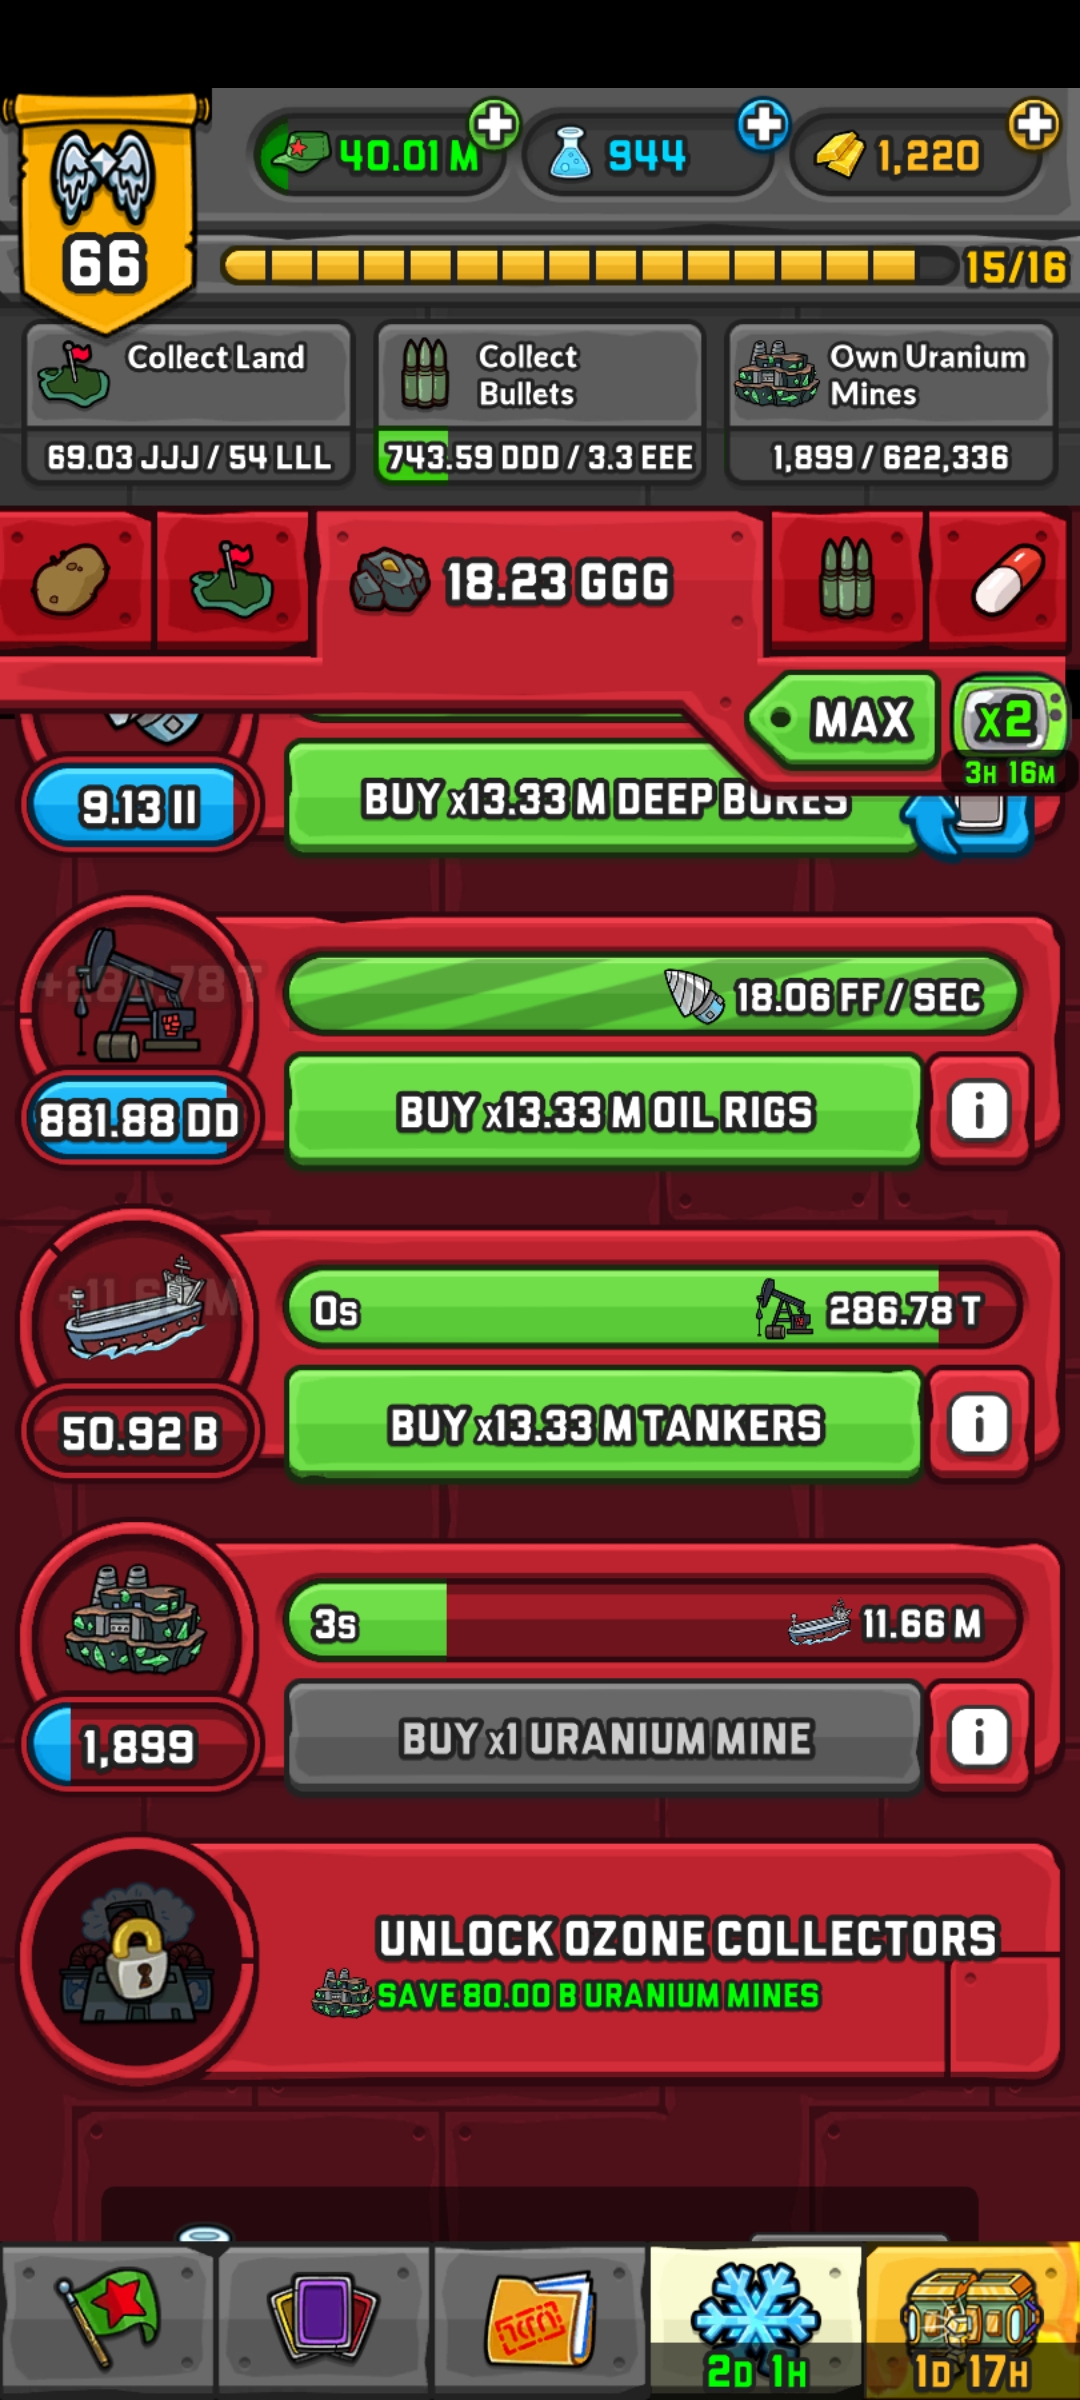 40.01 M
944
1,220
66
15/16
Collect Land
Collect
Bullets
Own Uranium
Mines
69.03 JJJ / 54 LLL
743.59 DDD / 3.3 EEE
1,899 / 622,336
18.23 GGG
MAX
x2
3H 16M
9.13 II
BUY x13.33 M DEEP BORES
+286.78 T
18.06 FF / SEC
881.88 DD
BUY x13.33 M OIL RIGS
+11.66 M
0s
286.78 T
50.92 B
BUY x13.33 M TANKERS
3s
11.66 M
1,899
BUY x1 URANIUM MINE
UNLOCK OZONE COLLECTORS
SAVE 80.00 B URANIUM MINES
2D 1H
1D 17H